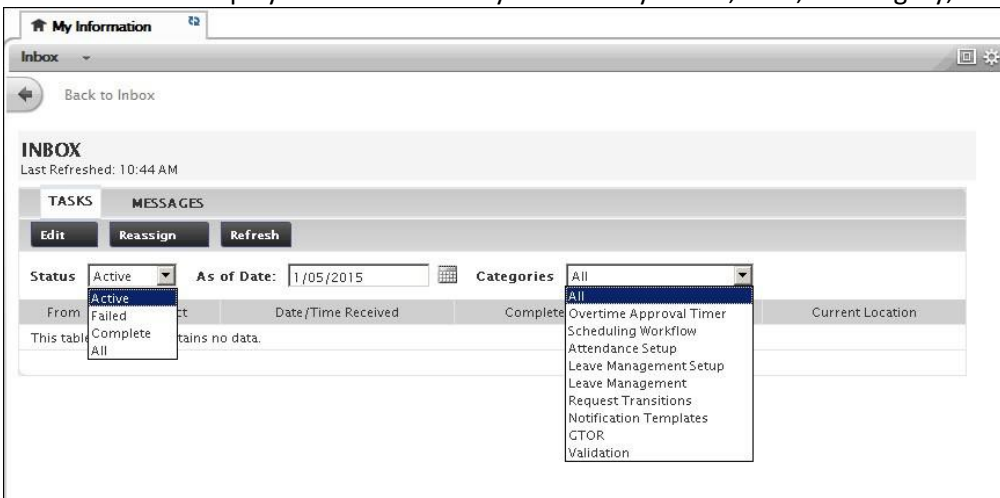 My Information
Inbox
Back to Inbox
INBOX
Last Refreshed: 10:44 AM
TASKS MESSAGES
Edit Reassign Refresh
Status Active As of Date: 1/05/2015 Categories All
Active
Failed
Complete
All
All
Overtime Approval Timer
Scheduling Workflow
Attendance Setup
Leave Management Setup
Leave Management
Request Transitions
Notification Templates
GTOR
Validation
From Date/Time Received Complete Current Location
This table tains no data.